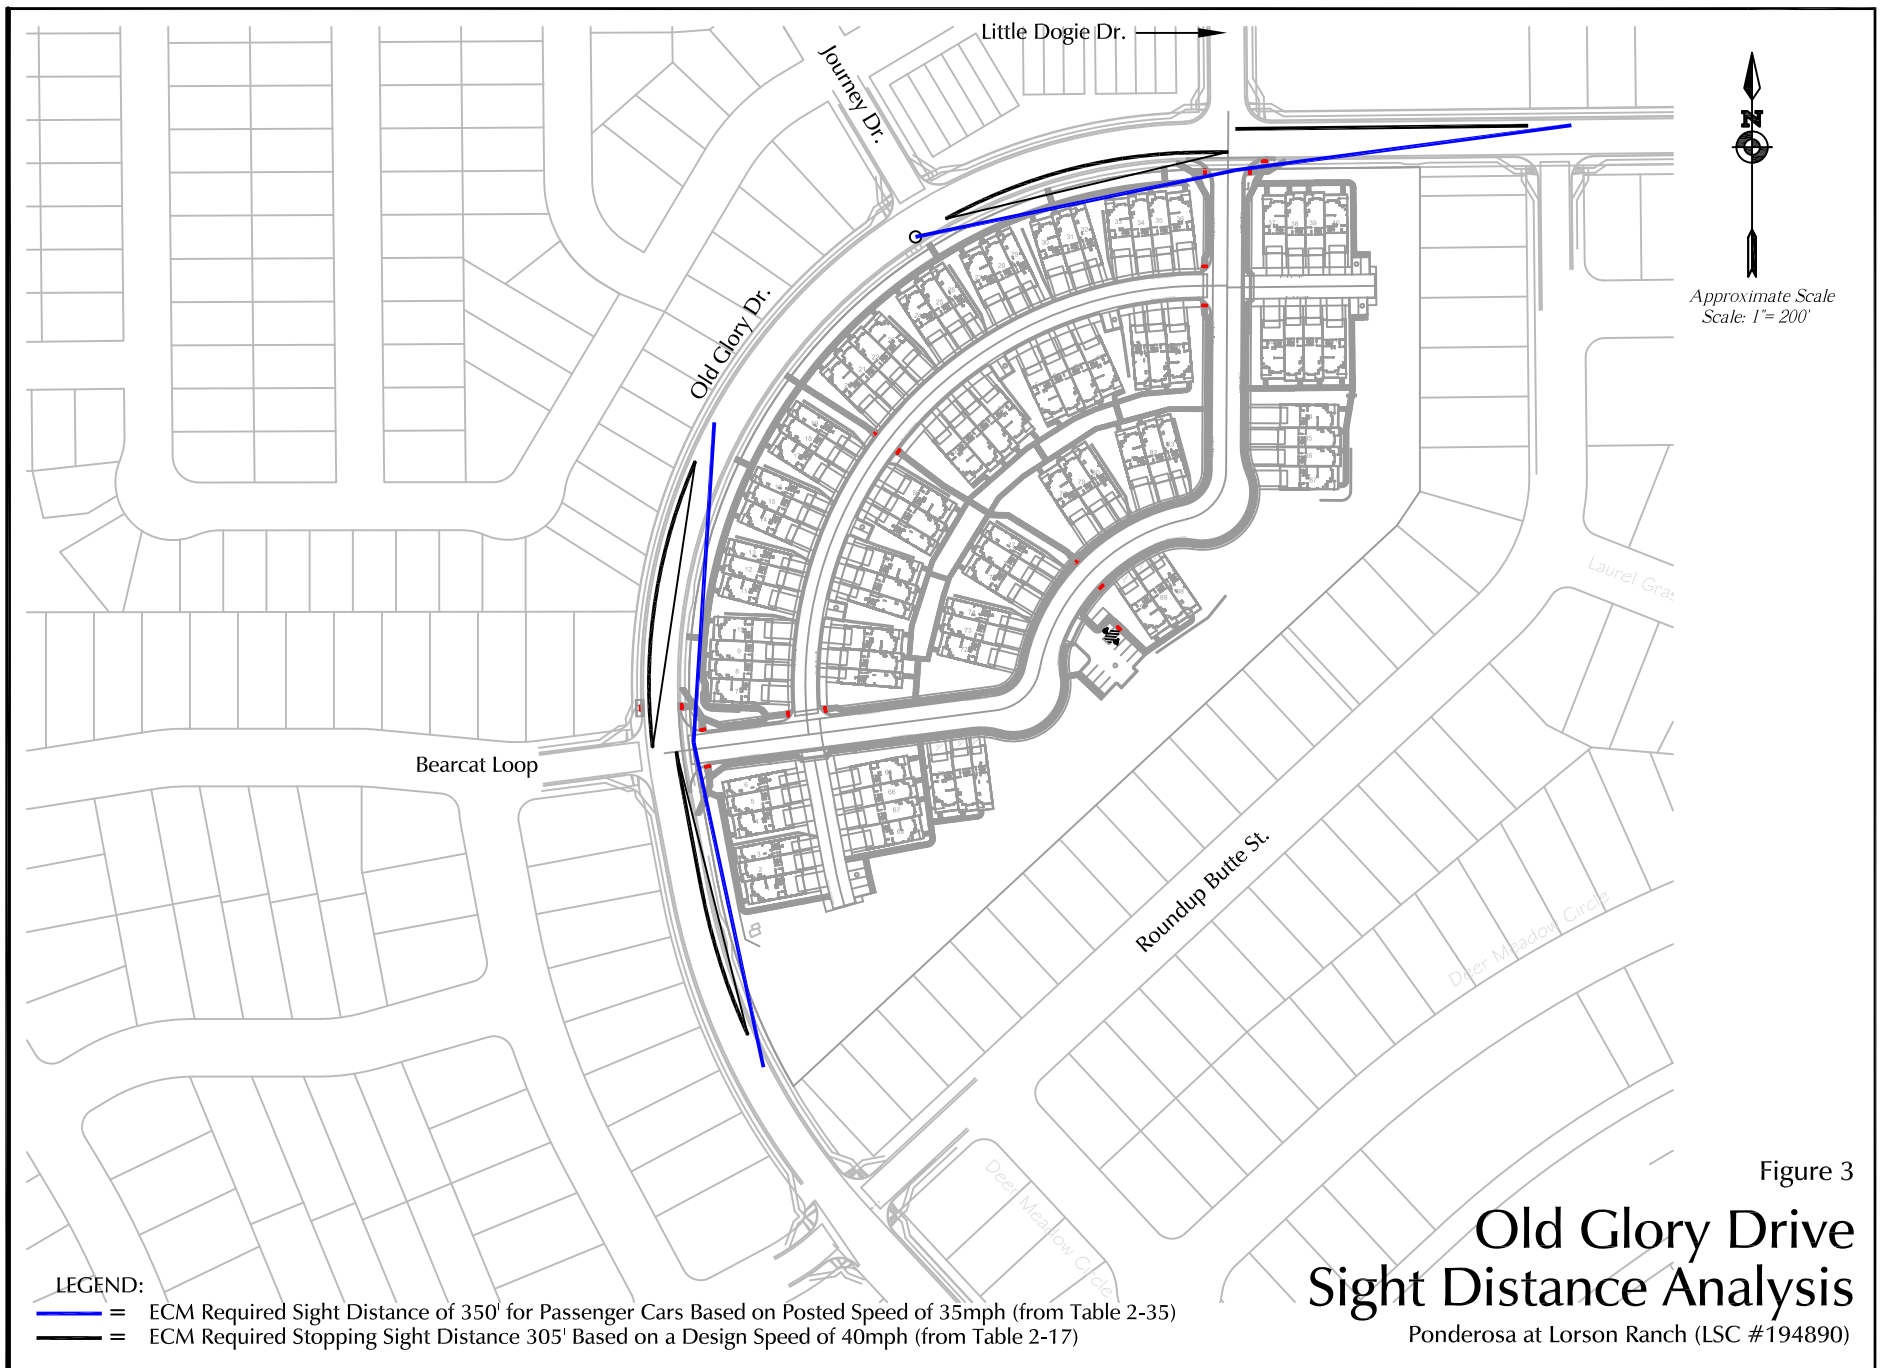 Little Dogie Dr.
Journey Dr.
N
Approximate Scale
Scale: 1"= 200'
Old Glory Dr.
Laurel Gras
Bearcat Loop
Roundup Butte St.
Deer Meadow Circle
Deer Meadow Circle
Figure 3
Old Glory Drive
Sight Distance Analysis
Ponderosa at Lorson Ranch (LSC #194890)
LEGEND:
= ECM Required Sight Distance of 350' for Passenger Cars Based on Posted Speed of 35mph (from Table 2-35)
= ECM Required Stopping Sight Distance 305' Based on a Design Speed of 40mph (from Table 2-17)